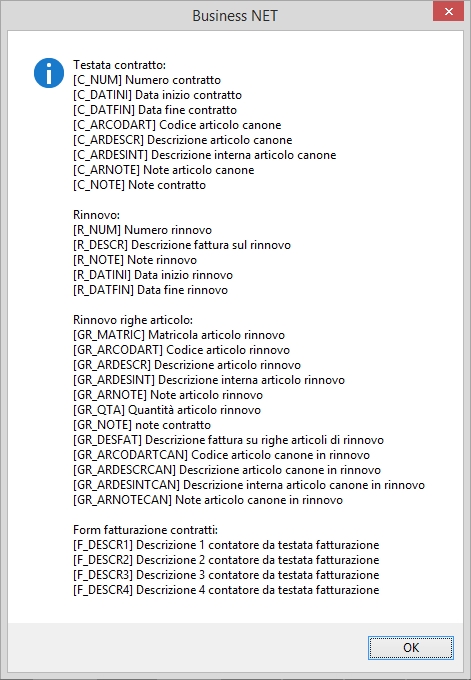 Business NET
Testata contratto:
[C_NUM] Numero contratto
[C_DATINI] Data inizio contratto
[C_DATFIN] Data fine contratto
[C_ARCODART] Codice articolo canone
[C_ARDESCR] Descrizione articolo canone
[C_ARDESINT] Descrizione interna articolo canone
[C_ARNOTE] Note articolo canone
[C_NOTE] Note contratto
Rinnovo:
[R_NUM] Numero rinnovo
[R_DESCR] Descrizione fattura sul rinnovo
[R_NOTE] Note rinnovo
[R_DATINI] Data inizio rinnovo
[R_DATFIN] Data fine rinnovo
Rinnovo righe articolo:
[GR_MATRIC] Matricola articolo rinnovo
[GR_ARCODART] Codice articolo rinnovo
[GR_ARDESCR] Descrizione articolo rinnovo
[GR_ARDESINT] Descrizione interna articolo rinnovo
[GR_ARNOTE] Note articolo rinnovo
[GR_QTA] Quantità articolo rinnovo
[GR_NOTE] note contratto
[GR_DESFAT] Descrizione fattura su righe articoli di rinnovo
[GR_ARCODARTCAN] Codice articolo canone in rinnovo
[GR_ARDESCRCAN] Descrizione articolo canone in rinnovo
[GR_ARDESINTCAN] Descrizione interna articolo canone in rinnovo
[GR_ARNOTECAN] Note articolo canone in rinnovo
Form fatturazione contratti:
[F_DESCR1] Descrizione 1 contatore da testata fatturazione
[F_DESCR2] Descrizione 2 contatore da testata fatturazione
[F_DESCR3] Descrizione 3 contatore da testata fatturazione
[F_DESCR4] Descrizione 4 contatore da testata fatturazione
OK